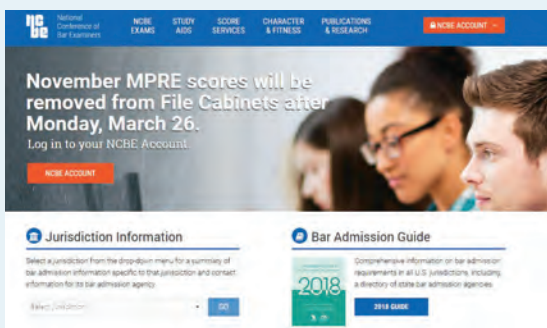 nc
be
National
Conference of
Bar Examiners
NCBE
EXAMS
STUDY
AIDS
SCORE
SERVICES
CHARACTER
& FITNESS
PUBLICATIONS
& RESEARCH
NCBE ACCOUNT
November MPRE scores will be
removed from File Cabinets after
Monday, March 26.
Log in to your NCBE Account.
NCBE ACCOUNT
Jurisdiction Information
Select a jurisdiction from the drop-down menu for a summary of
bar admission information specific to that jurisdiction and contact
information for its bar admission agency.
Select Jurisdiction
GO
Bar Admission Guide
2018
Comprehensive information on bar admission
requirements in all U.S. jurisdictions, including
a directory of state bar admission agencies.
2018 GUIDE